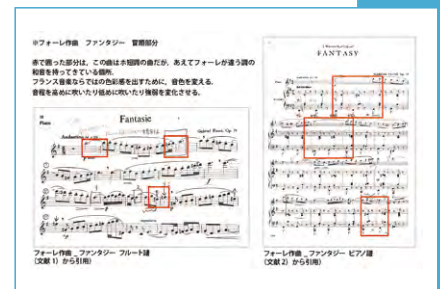 ※フォーレ作曲　ファンタジー　冒頭部分
赤で囲った部分は、この曲はホ短調の曲だが、あえてフォーレが違う調の
和音を持ってきている個所。
フランス音楽ならではの色彩感を出すために、音色を変える。
音程を高めに吹いたり低めに吹いたり強弱を変化させる。
Fantasie
Andantino
フォーレ作曲 _ ファンタジー フルート譜
（文献 1）から引用）
FANTASY
フォーレ作曲 _ ファンタジー ピアノ譜
（文献 2）から引用）